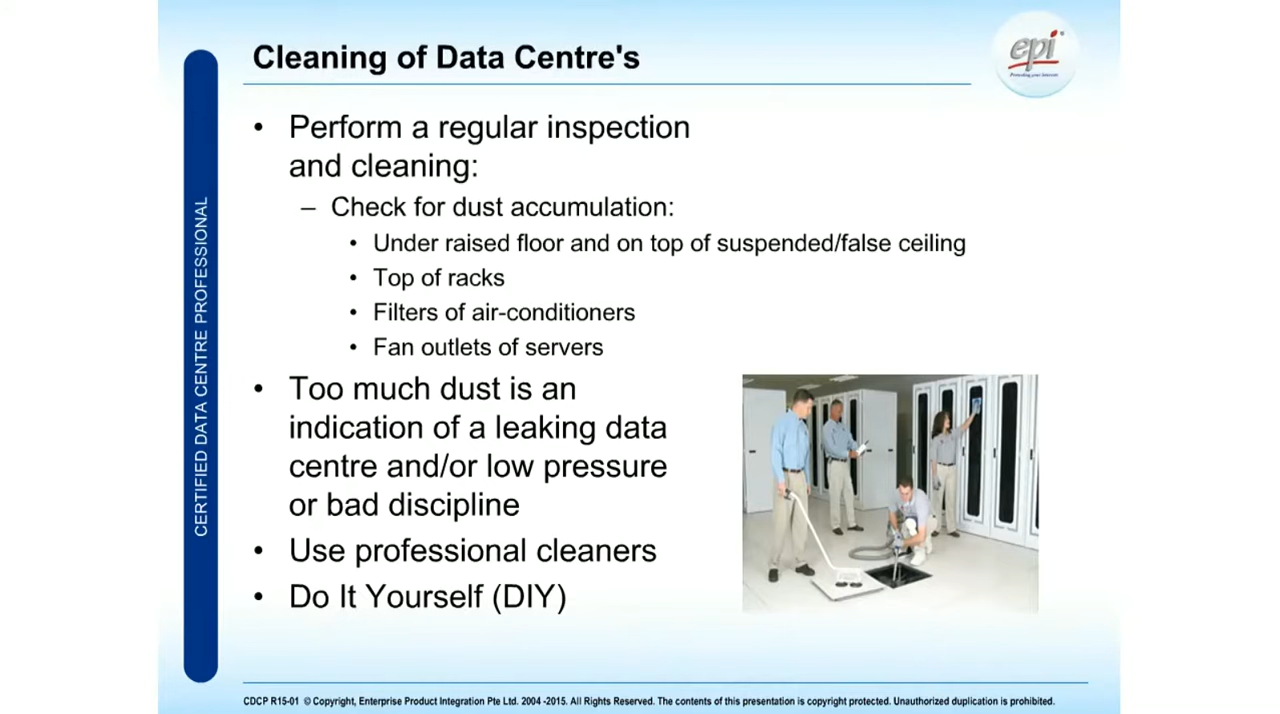 Cleaning of Data Centre's
epi
CERTIFIED DATA CENTRE PROFESSIONAL
• Perform a regular inspection
and cleaning:
– Check for dust accumulation:
• Under raised floor and on top of suspended/false ceiling
• Top of racks
• Filters of air-conditioners
• Fan outlets of servers
• Too much dust is an
indication of a leaking data
centre and/or low pressure
or bad discipline
• Use professional cleaners
• Do It Yourself (DIY)
CDCP R15-01 © Copyright, Enterprise Product Integration Pte Ltd. 2004 -2015. All Rights Reserved. The contents of this presentation is copyright protected. Unauthorized duplication is prohibited.